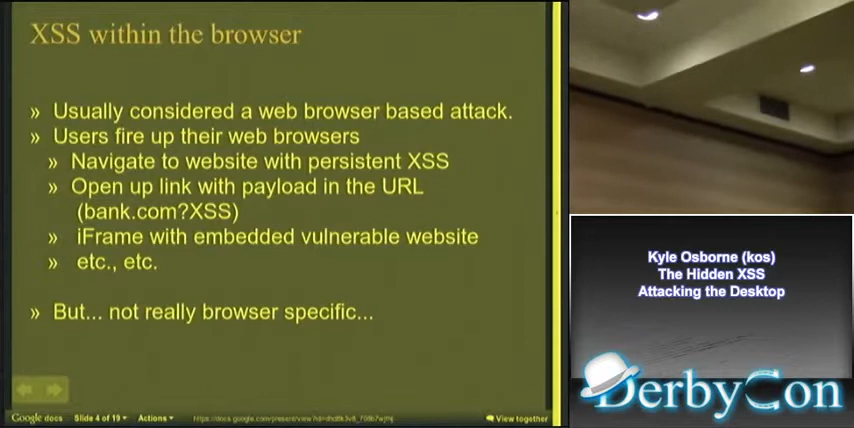 XSS within the browser
» Usually considered a web browser based attack.
» Users fire up their web browsers
» Navigate to website with persistent XSS
» Open up link with payload in the URL
(bank.com?XSS)
» iFrame with embedded vulnerable website
» etc., etc.
» But... not really browser specific...
Google docs Slide 4 of 19 Actions View together
Kyle Osborne (kos)
The Hidden XSS
Attacking the Desktop
DerbyCon